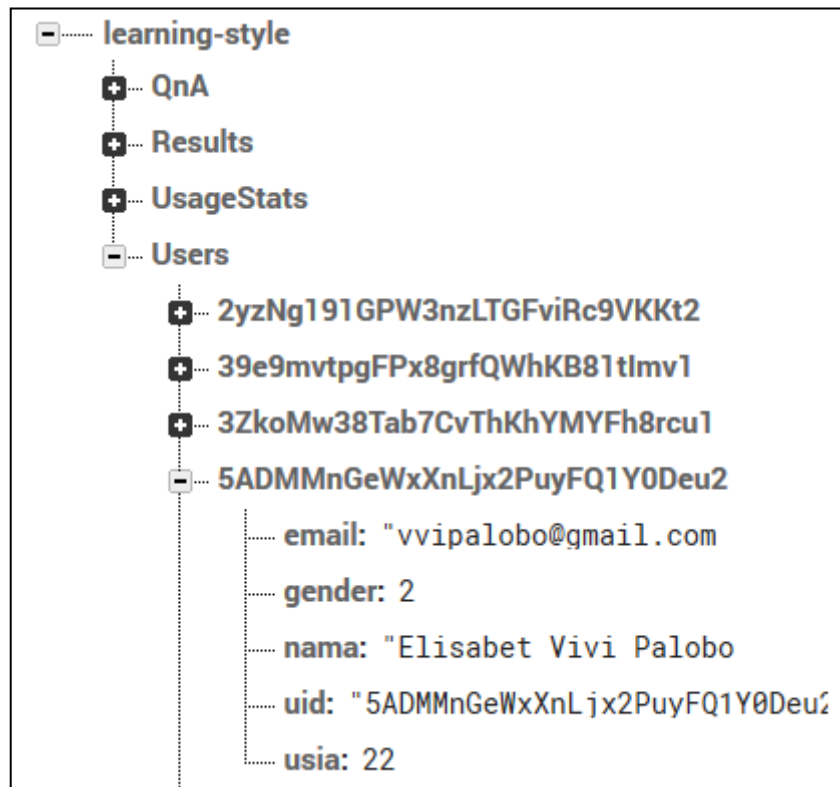 learning-style
QnA
Results
UsageStats
Users
2yzNg191GPW3nzLTGFviRc9VKKt2
39e9mvtpgFPx8grfQWhKB81tImv1
3ZkoMw38Tab7CvThKhYMYFh8rcu1
5ADMMnGeWxXnLjx2PuyFQ1Y0Deu2
email: "vvipalobo@gmail.com
gender: 2
nama: "Elisabet Vivi Palobo
uid: "5ADMMnGeWxXnLjx2PuyFQ1Y0Deu2
usia: 22